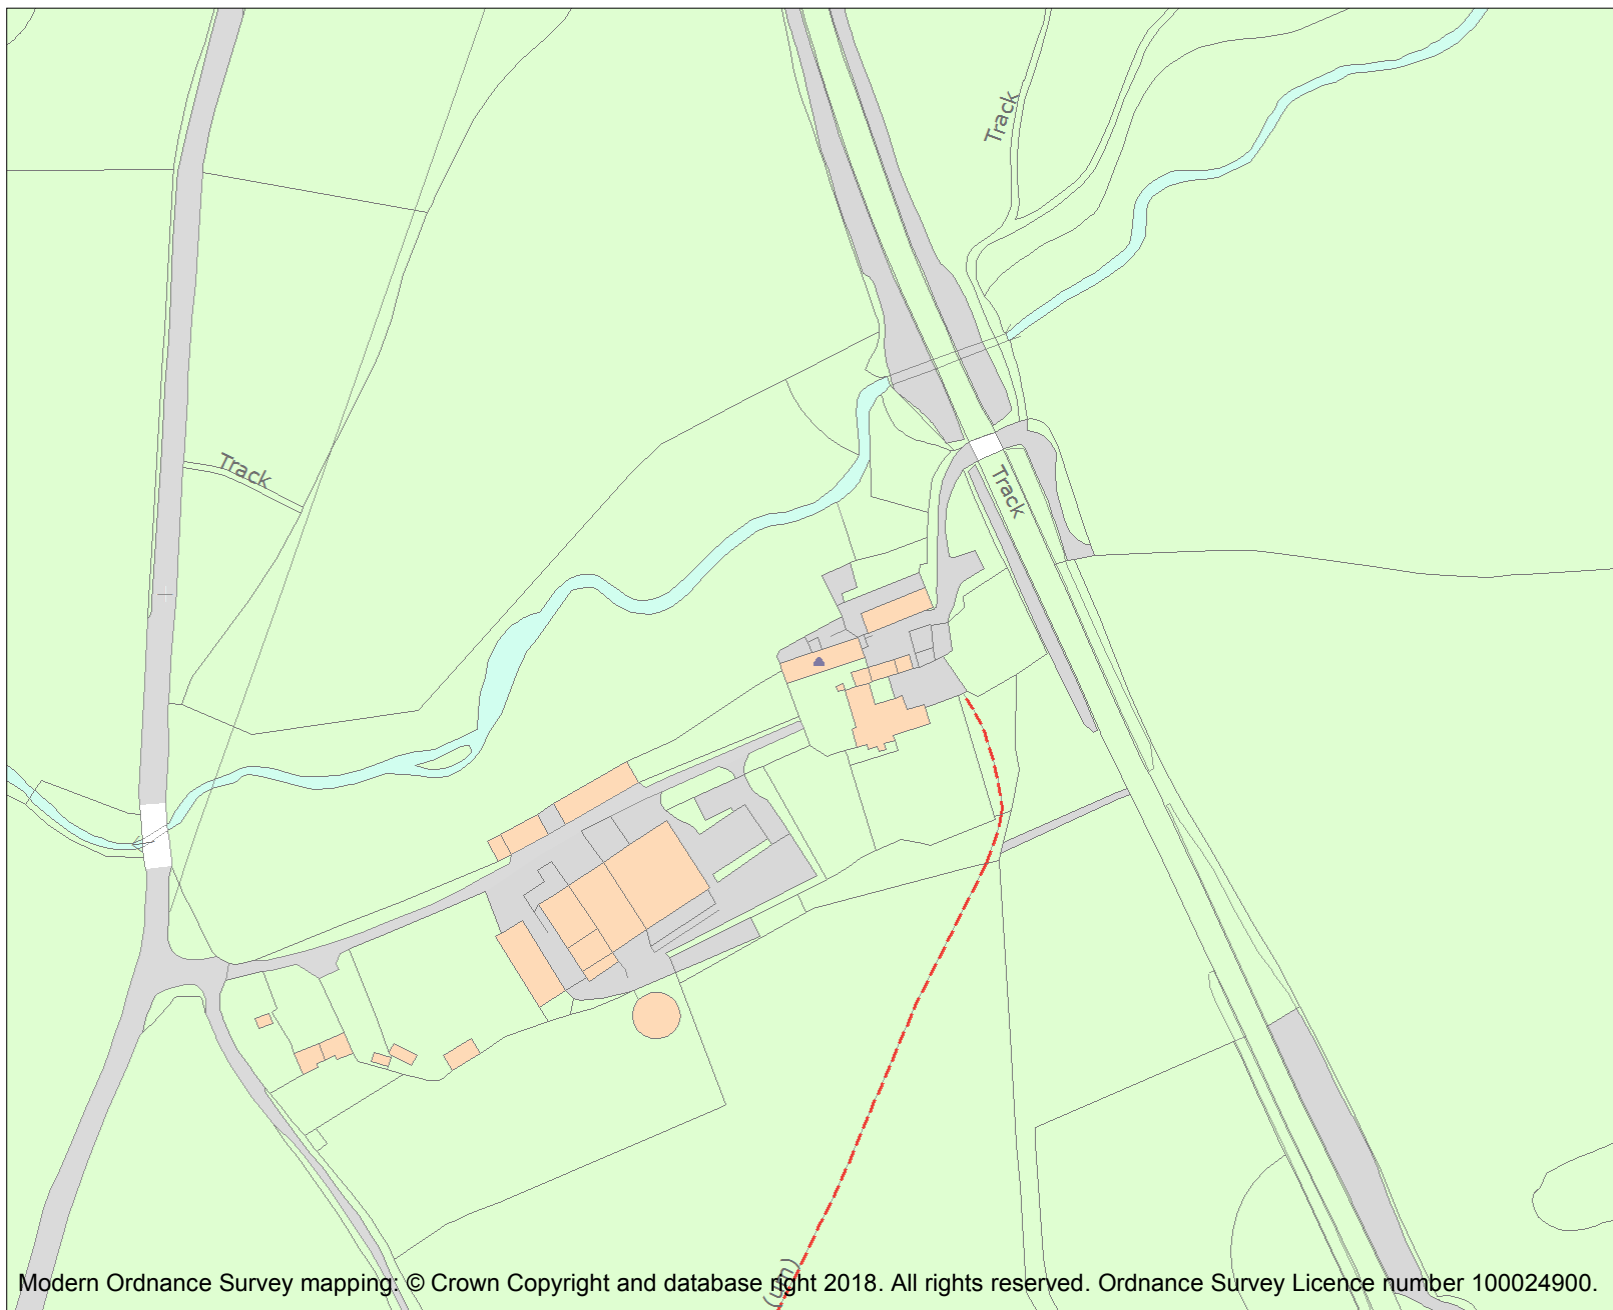 Track
Track
Track
(um)
Modern Ordnance Survey mapping: © Crown Copyright and database right 2018. All rights reserved. Ordnance Survey Licence number 100024900.